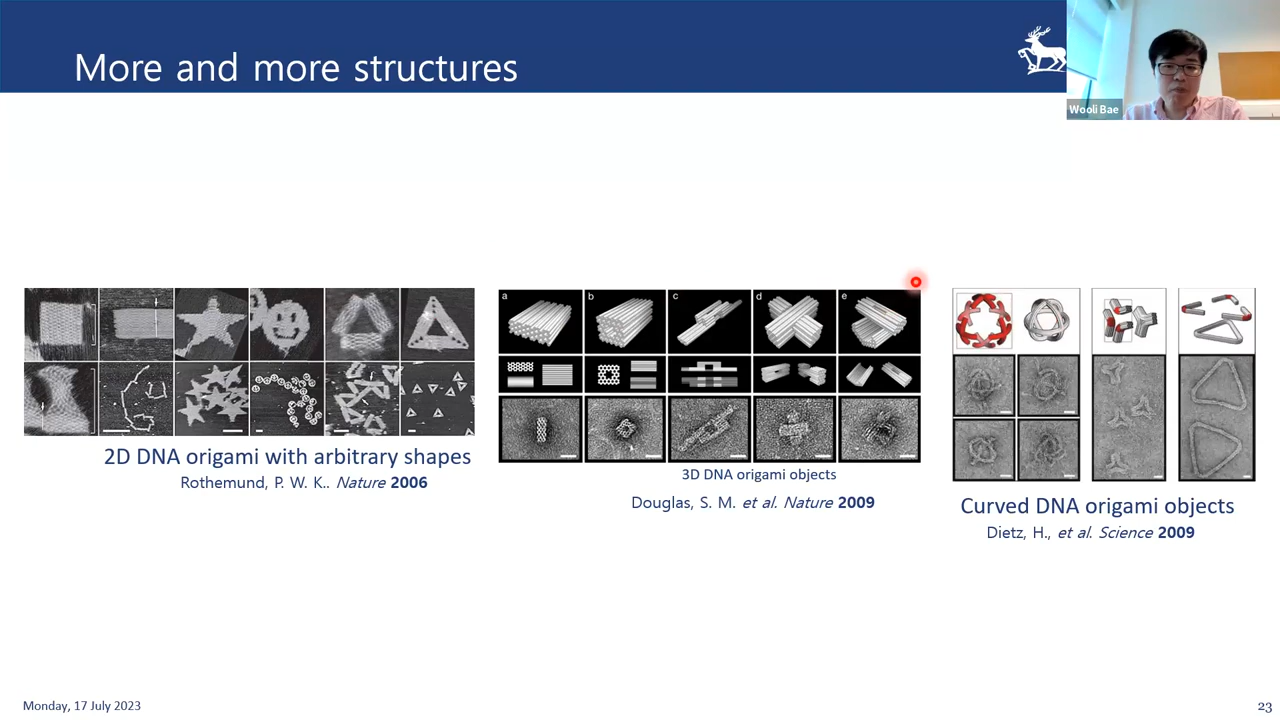 More and more structures
Wooli Bae
a b c d e
2D DNA origami with arbitrary shapes
Rothemund, P. W. K.. Nature 2006
3D DNA origami objects
Douglas, S. M. et al. Nature 2009
Curved DNA origami objects
Dietz, H., et al. Science 2009
Monday, 17 July 2023
23